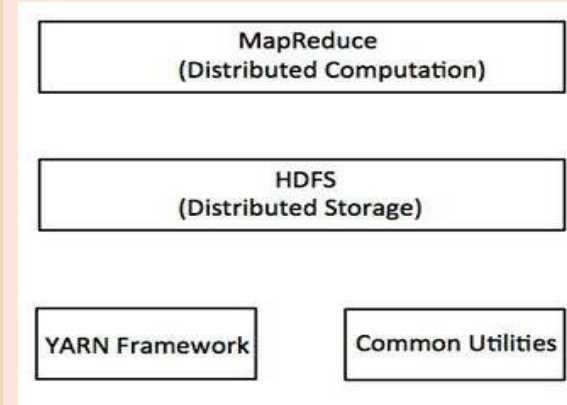 MapReduce
(Distributed Computation)
HDFS
(Distributed Storage)
YARN Framework
Common Utilities